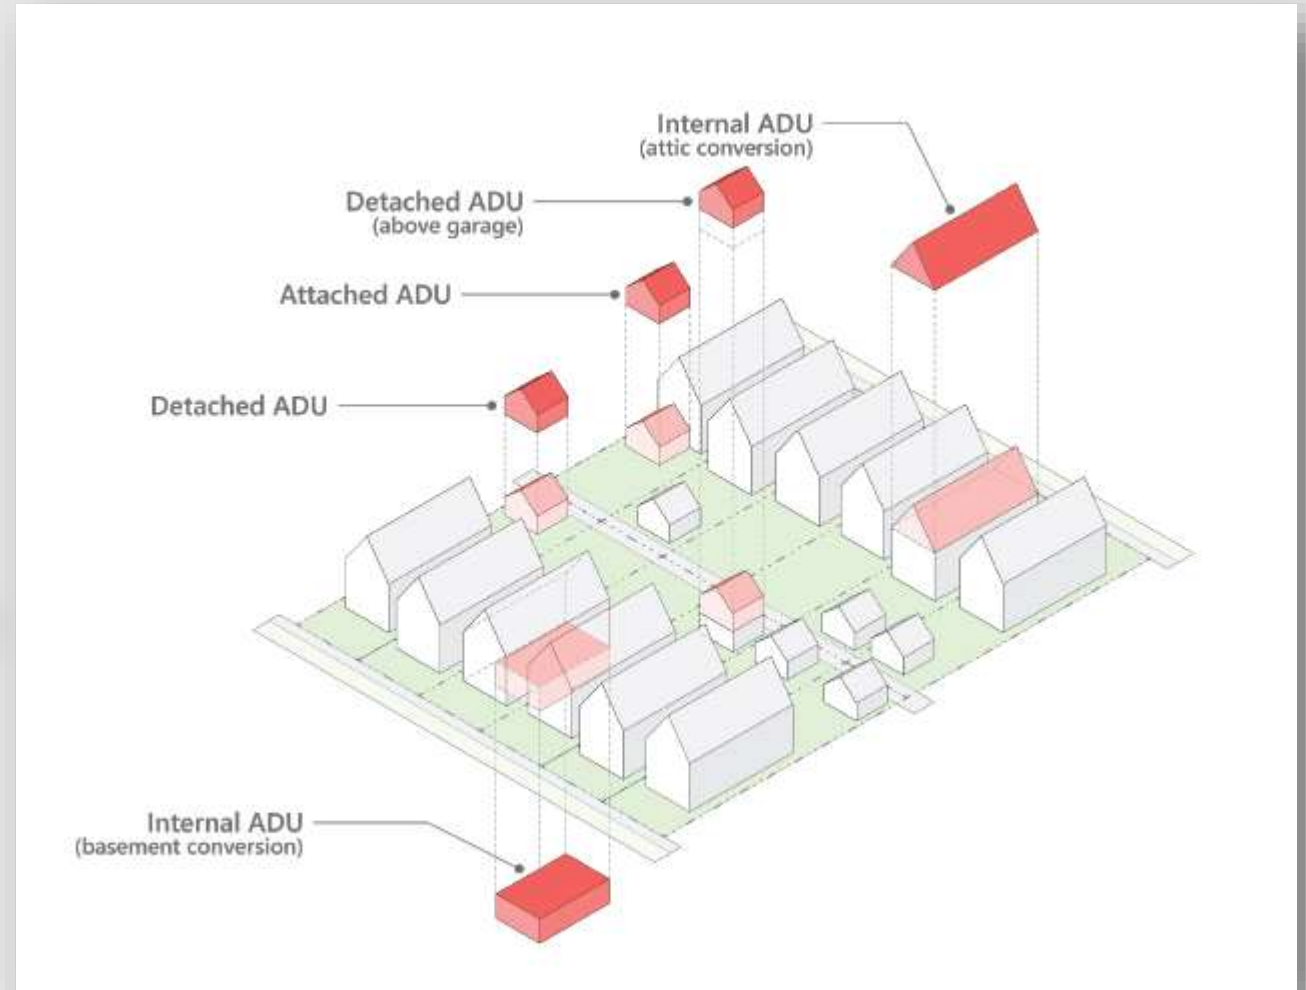 Internal ADU
(attic conversion)
Detached ADU
(above garage)
Attached ADU
Detached ADU
Internal ADU
(basement conversion)